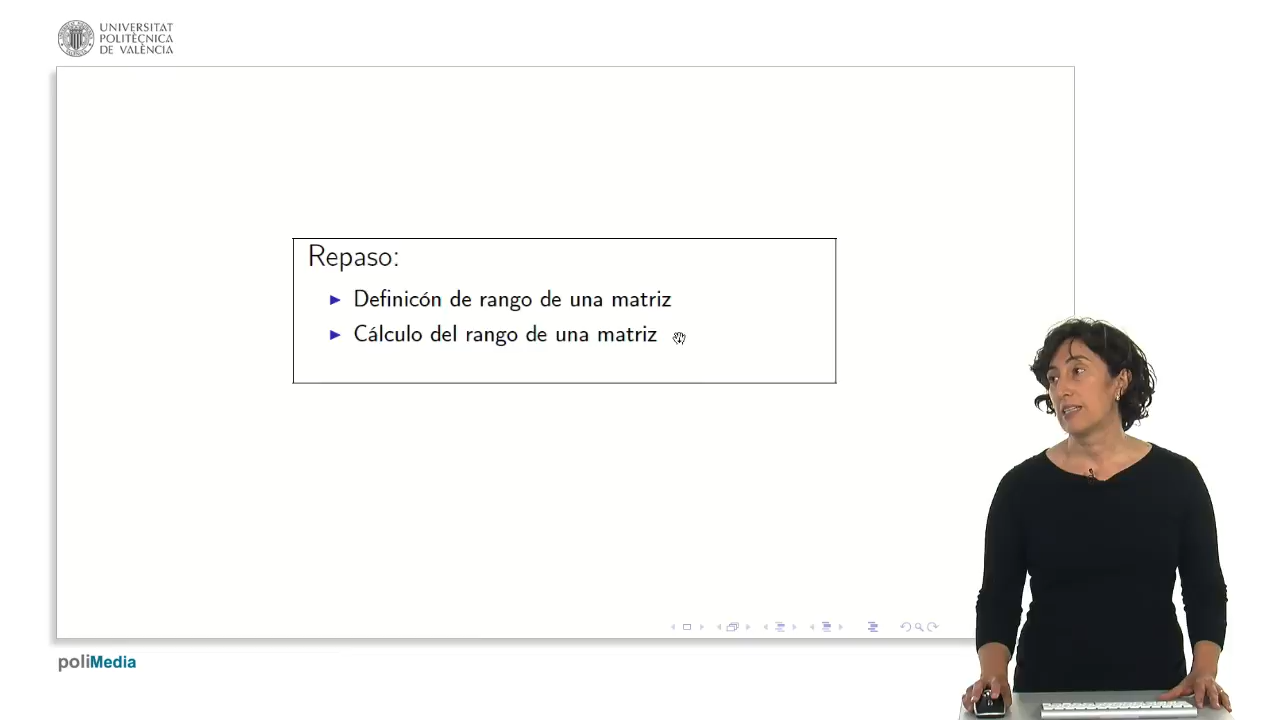 UNIVERSITAT
POLITÈCNICA
DE VALÈNCIA
Repaso:
Definicón de rango de una matriz
Cálculo del rango de una matriz
poliMedia